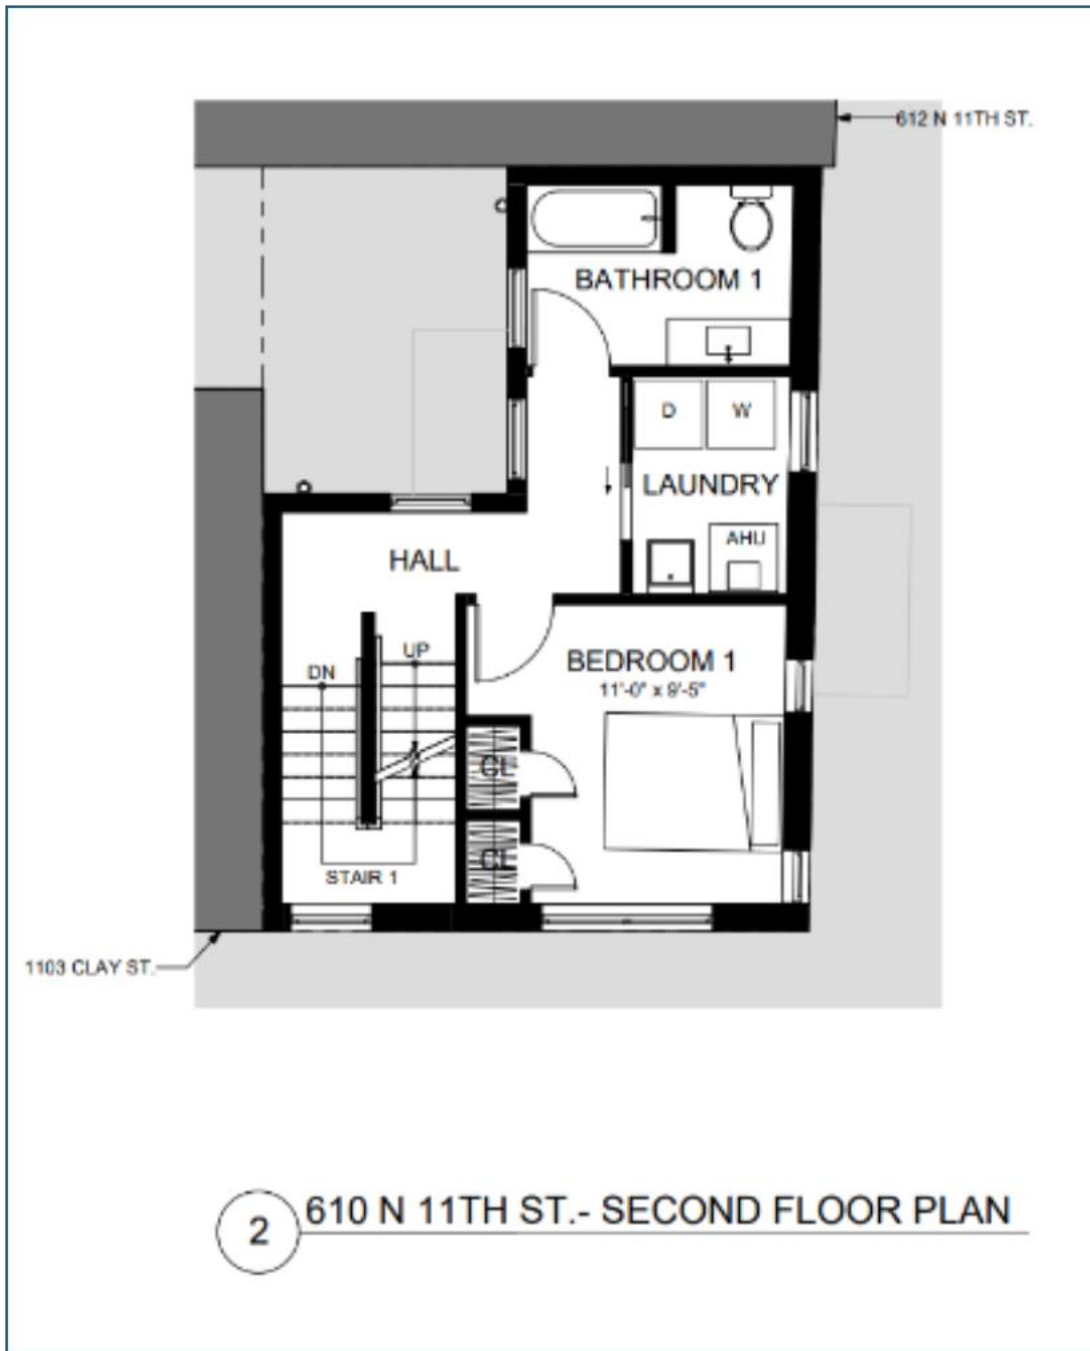 612 N 11TH ST.
BATHROOM 1
D
W
LAUNDRY
AHU
HALL
UP
DN
BEDROOM 1
11'-0" x 9'-5"
CL
CL
STAIR 1
1103 CLAY ST.
2
610 N 11TH ST.- SECOND FLOOR PLAN